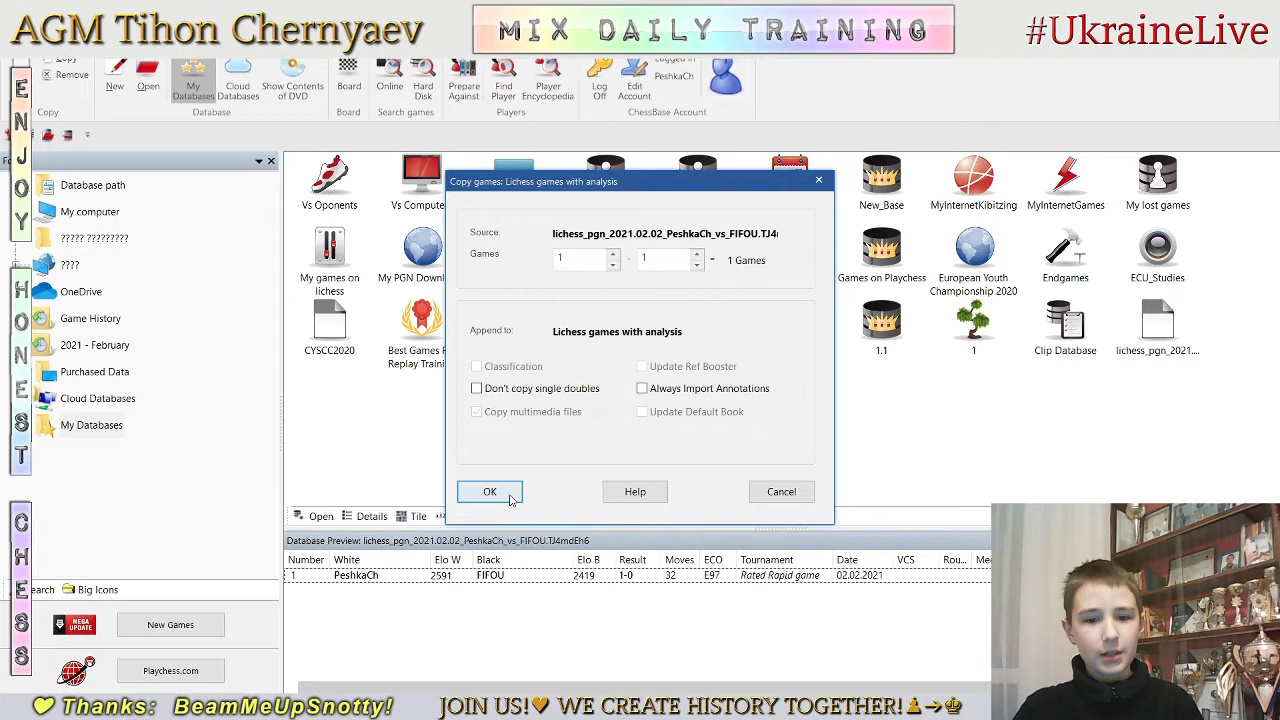 AGM Tihon Chernyaev
MIX DAILY TRAINING
#UkraineLive
ENJOY
HONEST
CHESS
Copy
Remove
Copy
New
Open
My Databases
Cloud Databases
Show Contents of DVD
Database
Board
Board
Online
Hard Disk
Search games
Prepare Against
Find Player
Player Encyclopedia
Players
Log Off
Edit Account
Logged in
PeshkaCh
ChessBase Account
Database path
My computer
????? ?????????
????
OneDrive
Game History
2021 - February
Purchased Data
Cloud Databases
My Databases
earch
Big Icons
MEGA UPDATE
New Games
Playchess.com
Vs Oponents
Vs Compute
New_Base
MyInternetKibitzing
MyInternetGames
My lost games
My games on lichess
My PGN Down
Games on Playchess
European Youth Championship 2020
Endgames
ECU_Studies
CYSCC2020
Best Games F
Replay Traini
1.1
1
Clip Database
lichess_pgn_2021....
Copy games: Lichess games with analysis
Source:
lichess_pgn_2021.02.02_PeshkaCh_vs_FIFOU.TJ4
Games
1 - 1 = 1 Games
Append to:
Lichess games with analysis
Classification
Update Ref Booster
Don't copy single doubles
Always Import Annotations
Copy multimedia files
Update Default Book
OK
Help
Cancel
Open
Details
Tile
Database Preview: lichess_pgn_2021.02.02_PeshkaCh_vs_FIFOU.TJ4mdEh6
Number White Elo W Black Elo B Result Moves ECO Tournament Date VCS Rou... Me
1 PeshkaCh 2591 FIFOU 2419 1-0 32 E97 Rated Rapid game 02.02.2021
Thanks: BeamMeUpSnotty!
JOIN US!♥ WE CREATE HISTORY TOGETHER!♟→♚